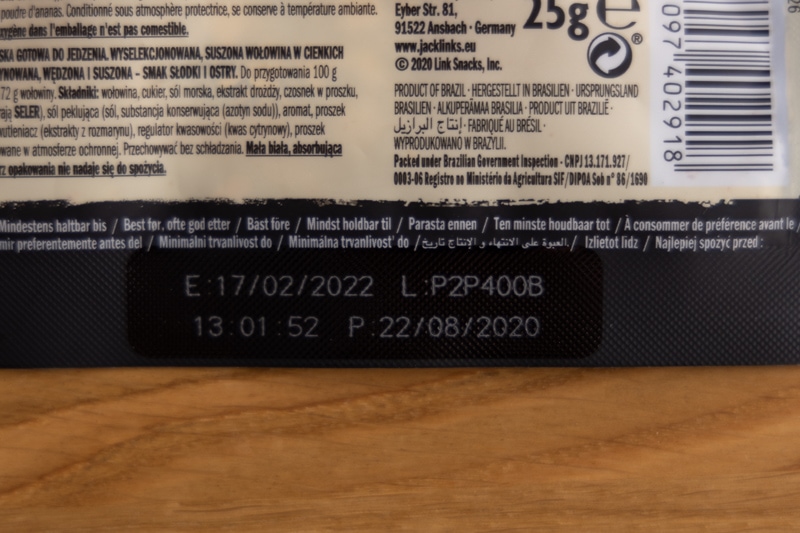 poudre d'ananas. Conditionné sous atmosphère protectrice, se conserve à température ambiante.
oxygène dans l'emballage n'est pas comestible.
SKA GOTOWA DO JEDZENIA. WYSELEKCJONOWANA, SUSZONA WOŁOWINA W CIENKICH
YNOWANA, WĘDZONA I SUSZONA – SMAK SŁODKI I OSTRY. Do przygotowania 100 g
72 g wołowiny. Składniki: wołowina, cukier, sól morska, ekstrakt drożdży, czosnek w proszku,
rają SELER), sól peklująca (sól, substancja konserwująca (azotyn sodu)), aromat, proszek
wutleniacz (ekstrakty z rozmarynu), regulator kwasowości (kwas cytrynowy), proszek
wane w atmosferze ochronnej. Przechowywać bez schładzania. Mała biała, absorbująca
rz opakowania nie nadaje się do spożycia.
Eyber Str. 81,
91522 Ansbach · Germany
www.jacklinks.eu
© 2020 Link Snacks, Inc.
25g e
®
PRODUCT OF BRAZIL · HERGESTELLT IN BRASILIEN · URSPRUNGSLAND
BRASILIEN · ALKUPERÄMAA BRASILIA · PRODUIT UIT BRAZILIË ·
إنتاج البرازيل · FABRIQUÉ AU BRÉSIL ·
WYPRODUKOWANO W BRAZYLII.
Packed under Brazilian Government Inspection - CNPJ 13.171.927/
0003-06 Registro no Ministério da Agricultura SIF/DIPOA Sob n° 86/1690
097 402918
Mindestens haltbar bis / Best før, ofte god etter / Bäst före / Mindst holdbar til / Parasta ennen / Ten minste houdbaar tot / À consommer de préférence avant le /
mir preferentemente antes del / Minimální trvanlivost do / Minimálna trvanlivosť do / العبوة على الانتهاء و الإنتاج تاريخ / Izlietot līdz / Najlepiej spożyć przed :
E:17/02/2022 L:P2P400B
13:01:52 P:22/08/2020